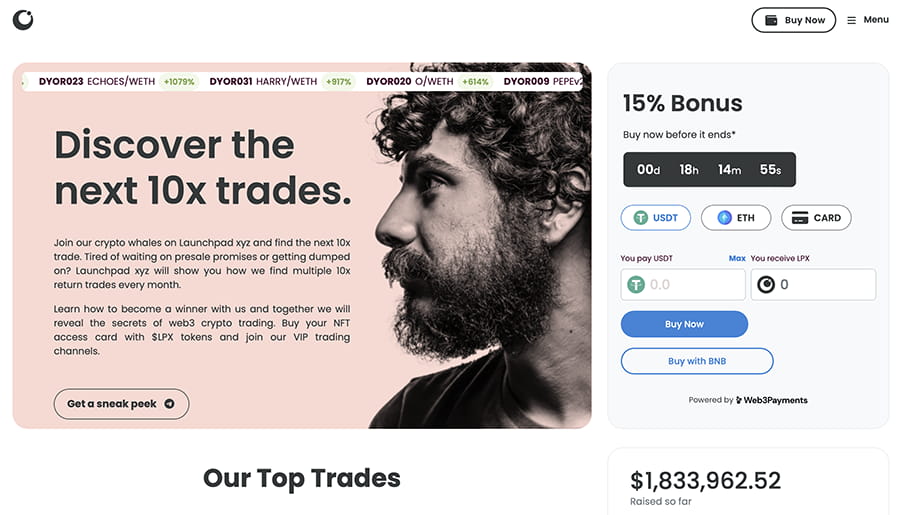 Buy Now
Menu
DYOR023 ECHOES/WETH +1079% DYOR031 HARRY/WETH +917% DYOR020 O/WETH +614% DYOR009 PEPEv2
Discover the
next 10x trades.
Join our crypto whales on Launchpad xyz and find the next 10x
trade. Tired of waiting on presale promises or getting dumped
on? Launchpad xyz will show you how we find multiple 10x
return trades every month.
Learn how to become a winner with us and together we will
reveal the secrets of web3 crypto trading. Buy your NFT
access card with $LPX tokens and join our VIP trading
channels.
Get a sneak peek
15% Bonus
Buy now before it ends*
00d 18h 14m 55s
USDT ETH CARD
You pay USDT Max You receive LPX
0.0 0
Buy Now
Buy with BNB
Powered by Web3Payments
Our Top Trades
$1,833,962.52
Raised so far